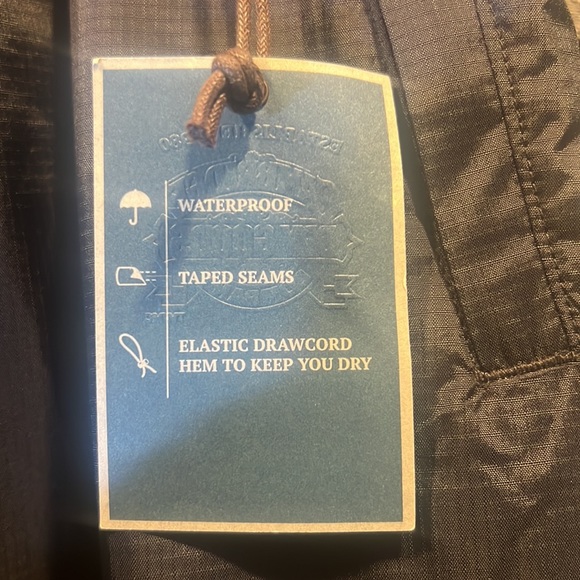 WATERPROOF
TAPED SEAMS
ELASTIC DRAWCORD
HEM TO KEEP YOU DRY